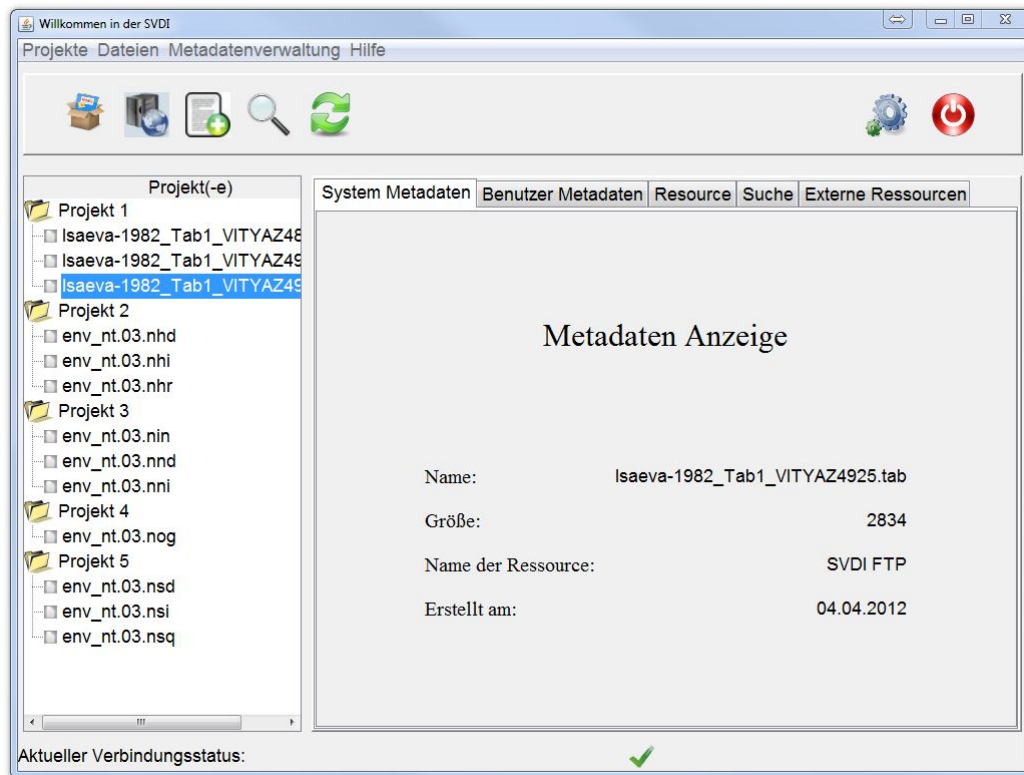 Willkommen in der SVDI
Projekte Dateien Metadatenverwaltung Hilfe
Projekt(-e)
Projekt 1
Isaeva-1982_Tab1_VITYAZ48
Isaeva-1982_Tab1_VITYAZ49
Isaeva-1982_Tab1_VITYAZ49
Projekt 2
env_nt.03.nhd
env_nt.03.nhi
env_nt.03.nhr
Projekt 3
env_nt.03.nin
env_nt.03.nnd
env_nt.03.nni
Projekt 4
env_nt.03.nog
Projekt 5
env_nt.03.nsd
env_nt.03.nsi
env_nt.03.nsq
System Metadaten Benutzer Metadaten Resource Suche Externe Ressourcen
Metadaten Anzeige
Name: Isaeva-1982_Tab1_VITYAZ4925.tab
Größe: 2834
Name der Ressource: SVDI FTP
Erstellt am: 04.04.2012
Aktueller Verbindungsstatus: